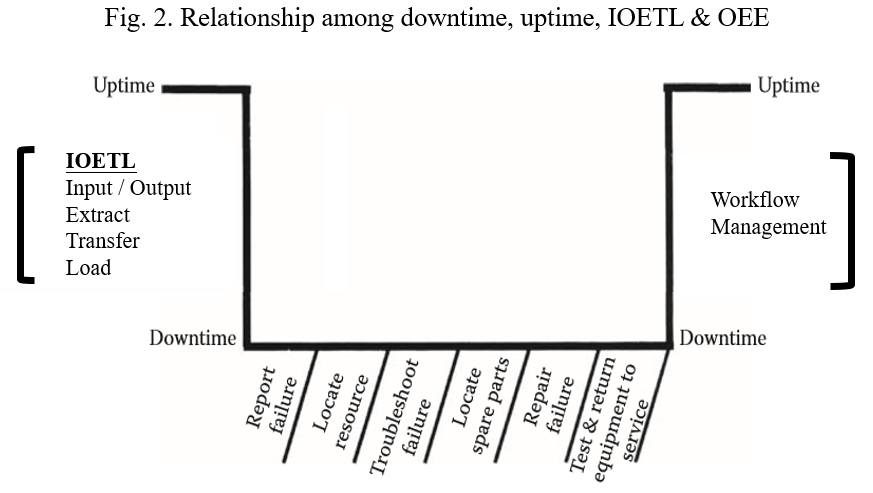 Fig. 2. Relationship among downtime, uptime, IOETL & OEE
Uptime
Uptime
IOETL
Input / Output
Extract
Transfer
Load
Workflow
Management
Downtime
Downtime
Report
failure
Locate
resource
Troubleshoot
failure
Locate
spare parts
Repair
failure
Test & return
equipment to
service